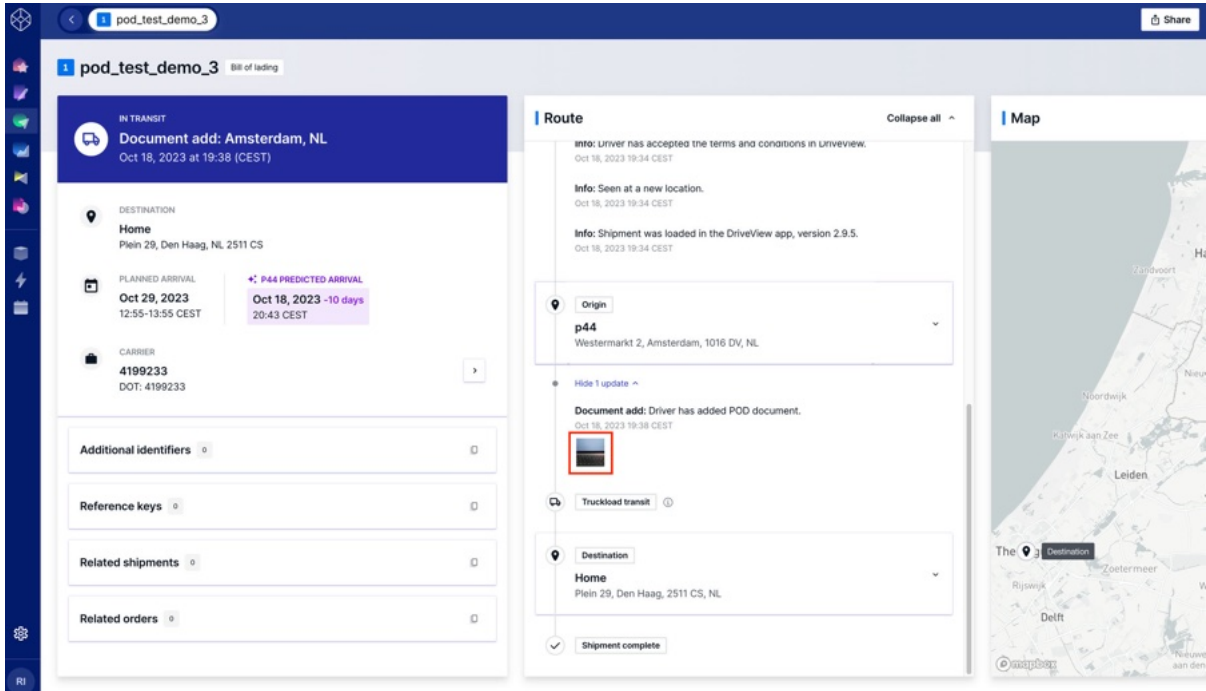 1 pod_test_demo_3
Share
1 pod_test_demo_3 Bill of lading
IN TRANSIT
Document add: Amsterdam, NL
Oct 18, 2023 at 19:38 (CEST)
DESTINATION
Home
Plein 29, Den Haag, NL 2511 CS
PLANNED ARRIVAL
Oct 29, 2023
12:55-13:55 CEST
P44 PREDICTED ARRIVAL
Oct 18, 2023 -10 days
20:43 CEST
CARRIER
4199233
DOT: 4199233
Additional identifiers 0
Reference keys 0
Related shipments 0
Related orders 0
RI
Route
Collapse all
Info: Driver has accepted the terms and conditions in DriveView.
Oct 18, 2023 19:34 CEST
Info: Seen at a new location.
Oct 18, 2023 19:34 CEST
Info: Shipment was loaded in the DriveView app, version 2.9.5.
Oct 18, 2023 19:34 CEST
Origin
p44
Westermarkt 2, Amsterdam, 1016 DV, NL
Hide 1 update
Document add: Driver has added POD document.
Oct 18, 2023 19:38 CEST
Truckload transit
Destination
Home
Plein 29, Den Haag, 2511 CS, NL
Shipment complete
Map
Ha
Zandvoort
Nieu
Noordwijk
Katwijk aan Zee
Leiden
The
Destination
Zoetermeer
Rijswijk
W
Delft
mapbox
Nieuwe
aan den